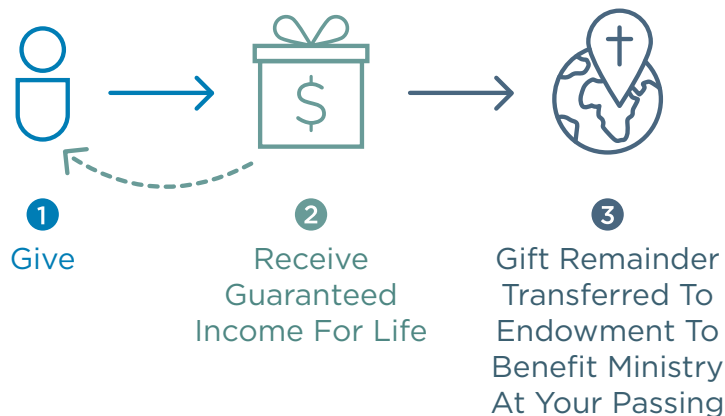 $
1
Give
2
Receive
Guaranteed
Income For Life
3
Gift Remainder
Transferred To
Endowment To
Benefit Ministry
At Your Passing